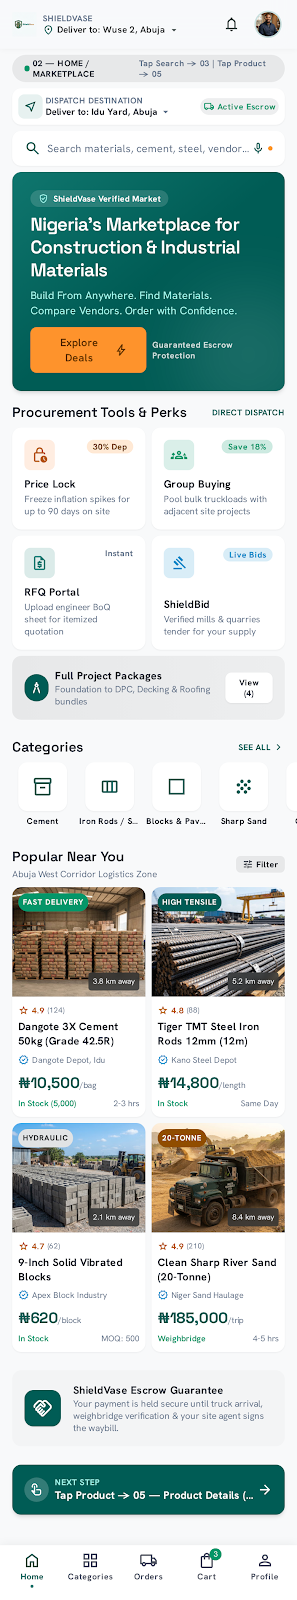 SHIELDVASE
Deliver to: Wuse 2, Abuja
02 — HOME /
MARKETPLACE
Tap Search → 03 | Tap Product
→ 05
DISPATCH DESTINATION
Deliver to: Idu Yard, Abuja
Active Escrow
Search materials, cement, steel, vendor...
ShieldVase Verified Market
Nigeria's Marketplace for
Construction & Industrial
Materials
Build From Anywhere. Find Materials.
Compare Vendors. Order with Confidence.
Explore
Deals
Guaranteed Escrow
Protection
Procurement Tools & Perks
DIRECT DISPATCH
30% Dep
Price Lock
Freeze inflation spikes for
up to 90 days on site
Save 18%
Group Buying
Pool bulk truckloads with
adjacent site projects
Instant
RFQ Portal
Upload engineer BoQ
sheet for itemized
quotation
Live Bids
ShieldBid
Verified mills & quarries
tender for your supply
Full Project Packages
Foundation to DPC, Decking & Roofing
bundles
View
(4)
Categories
SEE ALL
Cement
Iron Rods / S...
Blocks & Pav...
Sharp Sand
Popular Near You
Abuja West Corridor Logistics Zone
Filter
FAST DELIVERY
3.8 km away
4.9 (124)
Dangote 3X Cement
50kg (Grade 42.5R)
Dangote Depot, Idu
₦10,500/bag
In Stock (5,000)
2-3 hrs
HIGH TENSILE
5.2 km away
4.8 (88)
Tiger TMT Steel Iron
Rods 12mm (12m)
Kano Steel Depot
₦14,800/length
In Stock
Same Day
HYDRAULIC
2.1 km away
4.7 (62)
9-Inch Solid Vibrated
Blocks
Apex Block Industry
₦620/block
In Stock
MOQ: 500
20-TONNE
8.4 km away
4.9 (210)
Clean Sharp River Sand
(20-Tonne)
Niger Sand Haulage
₦185,000/trip
Weighbridge
4-5 hrs
ShieldVase Escrow Guarantee
Your payment is held secure until truck arrival,
weighbridge verification & your site agent signs
the waybill.
NEXT STEP
Tap Product → 05 — Product Details (...
Home
Categories
Orders
3
Cart
Profile